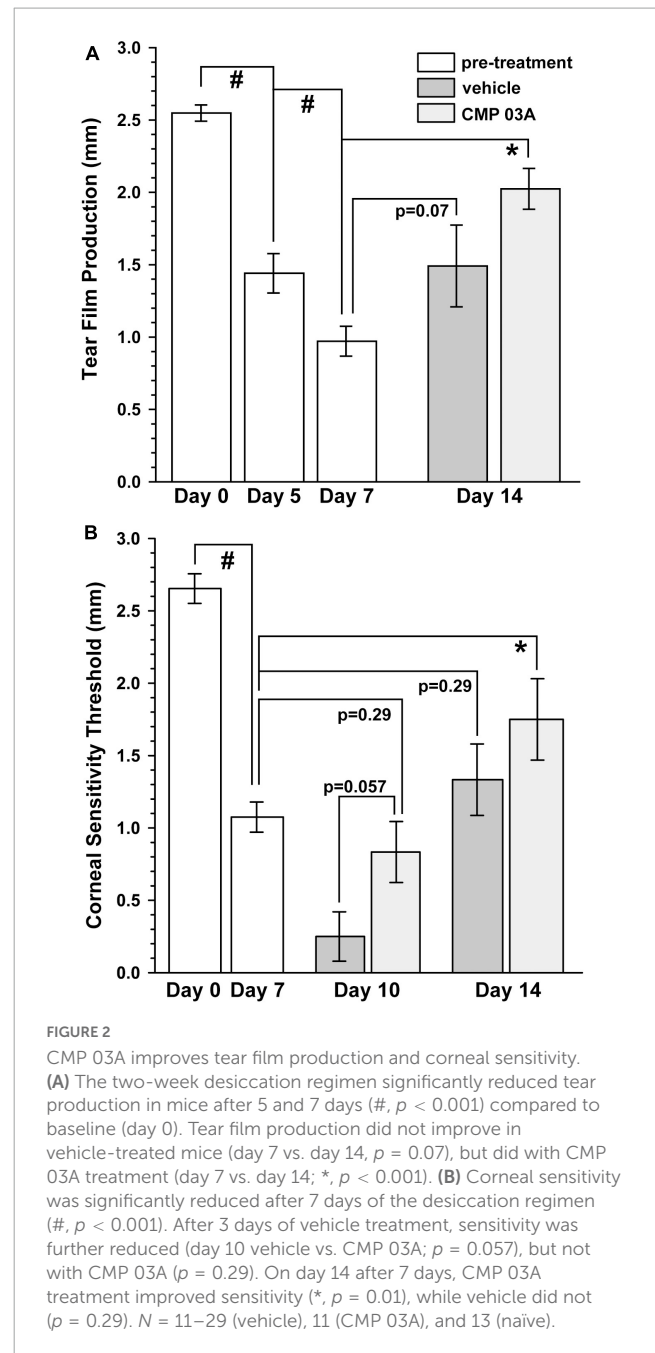 A
3.0
2.5
2.0
1.5
1.0
0.5
0.0
Tear Film Production (mm)
pre-treatment
vehicle
CMP 03A
#
#
*
p=0.07
Day 0 Day 5 Day 7 Day 14
B
3.0
2.5
2.0
1.5
1.0
0.5
0.0
Corneal Sensitivity Threshold (mm)
#
*
p=0.29
p=0.29
p=0.057
Day 0 Day 7 Day 10 Day 14
FIGURE 2
CMP 03A improves tear film production and corneal sensitivity.
(A) The two-week desiccation regimen significantly reduced tear
production in mice after 5 and 7 days (#, p < 0.001) compared to
baseline (day 0). Tear film production did not improve in
vehicle-treated mice (day 7 vs. day 14, p = 0.07), but did with CMP
03A treatment (day 7 vs. day 14; *, p < 0.001). (B) Corneal sensitivity
was significantly reduced after 7 days of the desiccation regimen
(#, p < 0.001). After 3 days of vehicle treatment, sensitivity was
further reduced (day 10 vehicle vs. CMP 03A; p = 0.057), but not
with CMP 03A (p = 0.29). On day 14 after 7 days, CMP 03A
treatment improved sensitivity (*, p = 0.01), while vehicle did not
(p = 0.29). N = 11–29 (vehicle), 11 (CMP 03A), and 13 (naïve).